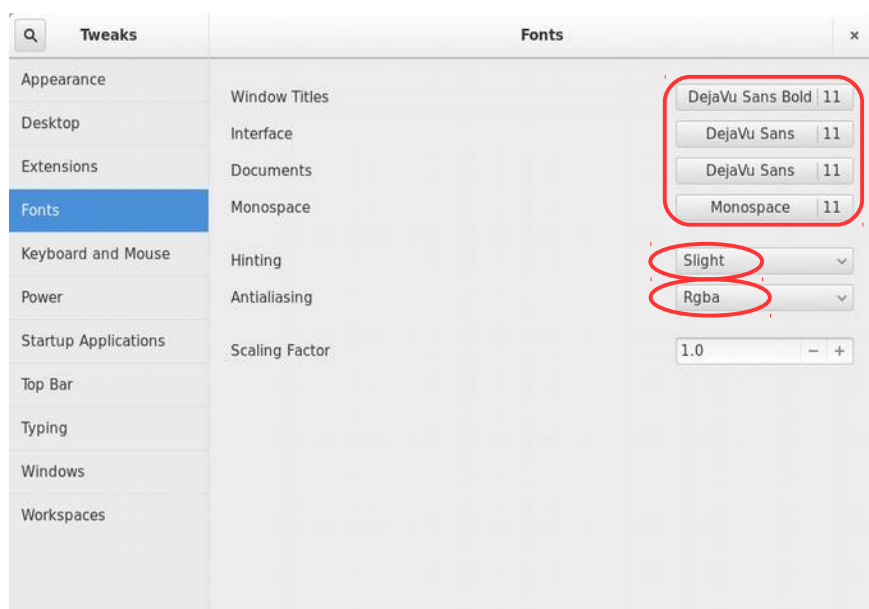 Tweaks
Fonts
Appearance
Desktop
Extensions
Fonts
Keyboard and Mouse
Power
Startup Applications
Top Bar
Typing
Windows
Workspaces
Window Titles DejaVu Sans Bold 11
Interface DejaVu Sans 11
Documents DejaVu Sans 11
Monospace Monospace 11
Hinting Slight
Antialiasing Rgba
Scaling Factor 1.0 − +